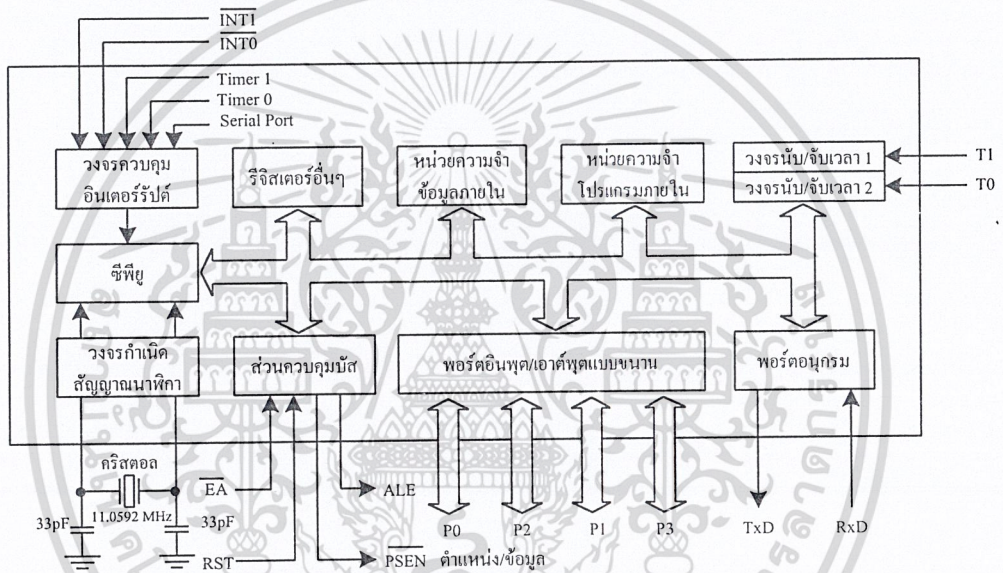 INT1
INT0
Timer 1
Timer 0
Serial Port
วงจรควบคุม
อินเตอร์รัปต์
รีจิสเตอร์อื่นๆ
หน่วยความจำ
ข้อมูลภายใน
หน่วยความจำ
โปรแกรมภายใน
วงจรนับ/จับเวลา 1
วงจรนับ/จับเวลา 2
T1
T0
ซีพียู
วงจรกำเนิด
สัญญาณนาฬิกา
ส่วนควบคุมบัส
พอร์ตอินพุต/เอาต์พุตแบบขนาน
พอร์ตอนุกรม
คริสตอล
11.0592 MHz
33pF
33pF
EA
RST
ALE
PSEN ตำแหน่ง/ข้อมูล
P0
P2
P1
P3
TxD
RxD